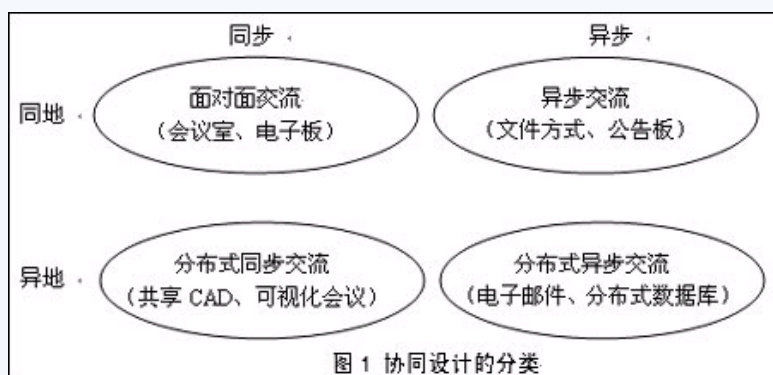 同步 异步
同地
面对面交流
(会议室、电子板)
异步交流
(文件方式、公告板)
异地
分布式同步交流
(共享 CAD、可视化会议)
分布式异步交流
(电子邮件、分布式数据库)
图 1 协同设计的分类